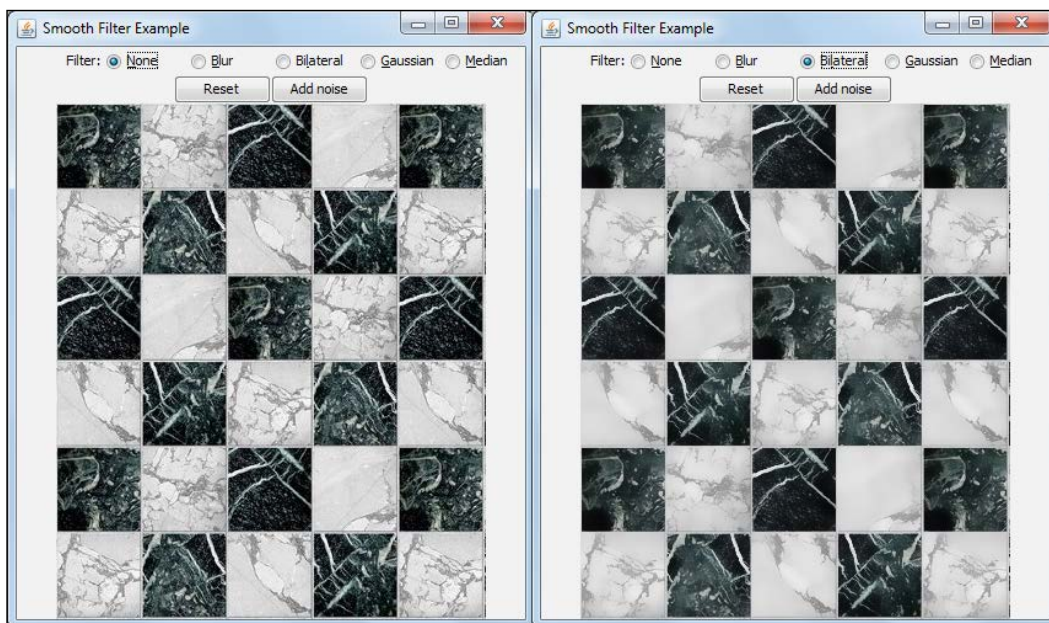 Smooth Filter Example
Filter: None Blur Bilateral Gaussian Median
Reset Add noise
Smooth Filter Example
Filter: None Blur Bilateral Gaussian Median
Reset Add noise